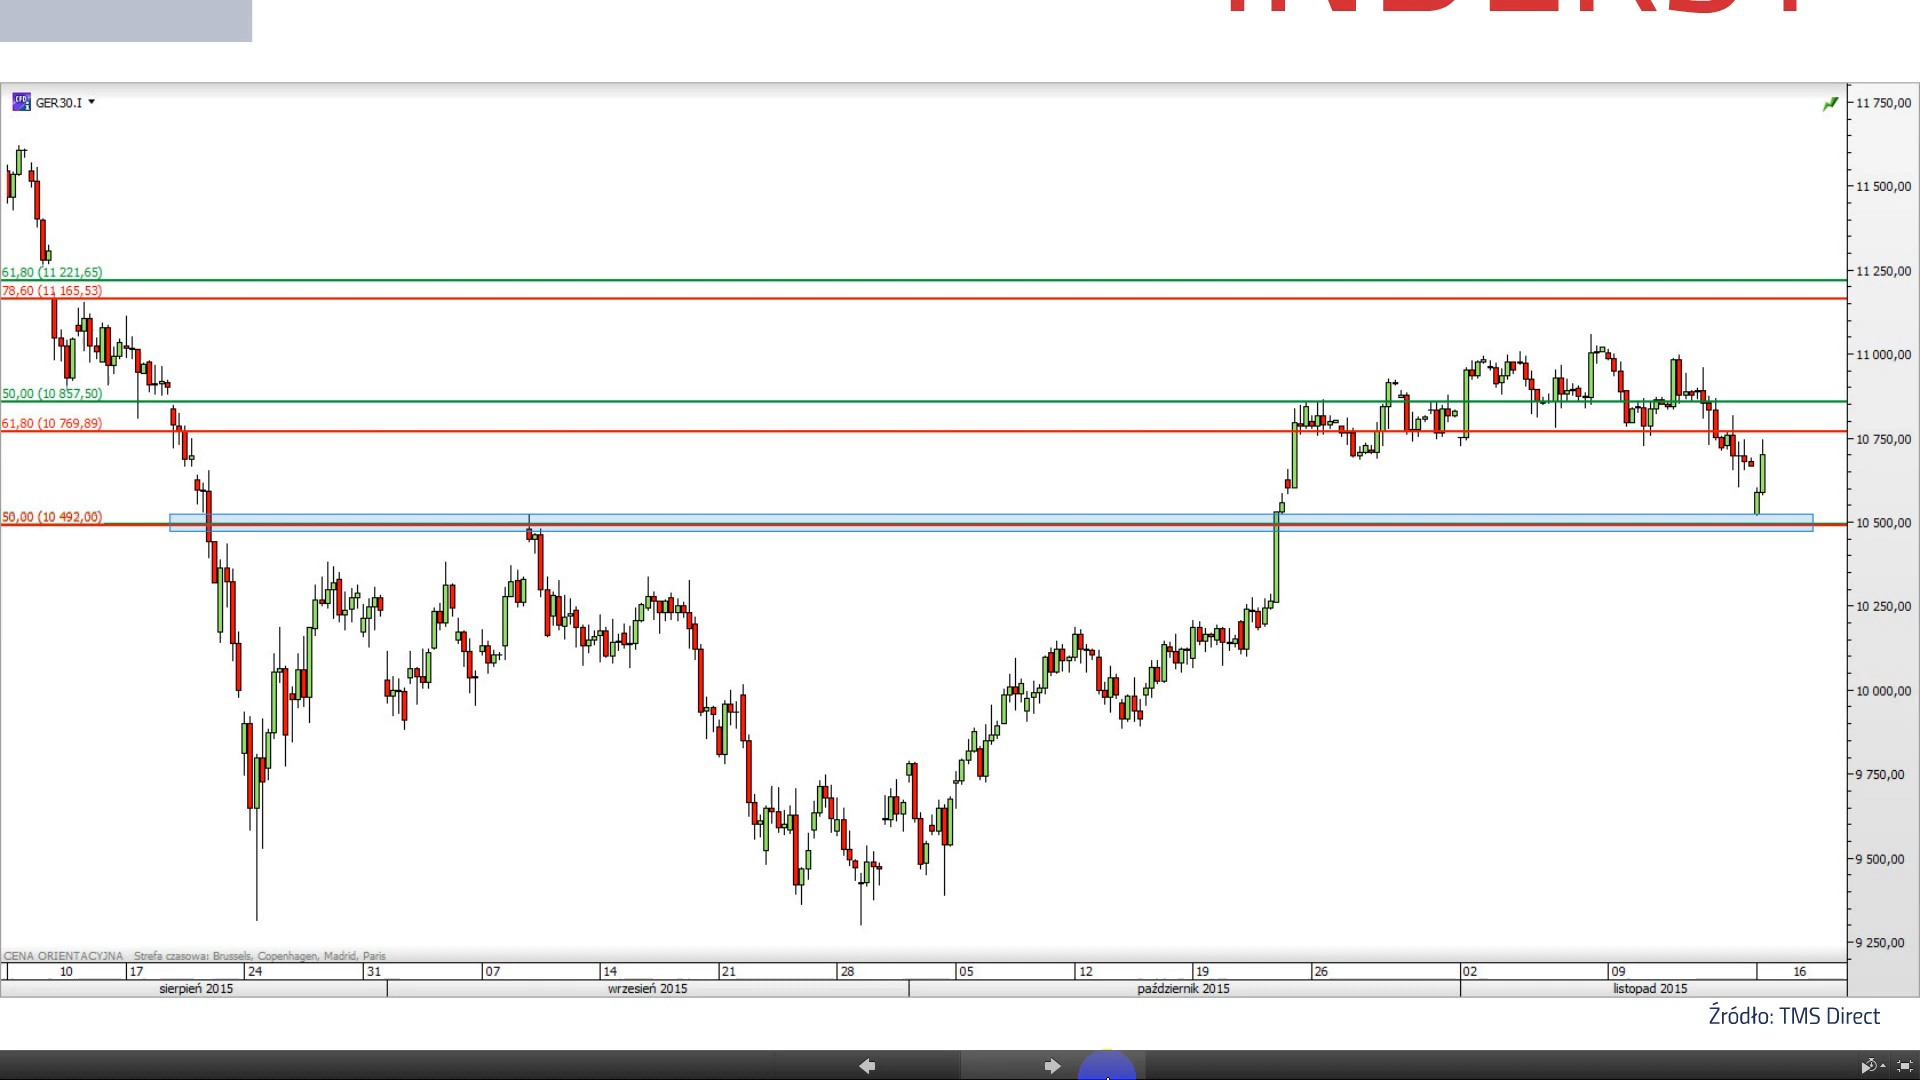 GER30.I
11 750,00
11 500,00
11 250,00
11 000,00
10 750,00
10 500,00
10 250,00
10 000,00
9 750,00
9 500,00
9 250,00
61,80 (11 221,65)
78,60 (11 165,53)
50,00 (10 857,50)
61,80 (10 769,89)
50,00 (10 492,00)
CENA ORIENTACYJNA Strefa czasowa: Brussels, Copenhagen, Madrid, Paris
10 17 24 31 07 14 21 28 05 12 19 26 02 09 16
sierpień 2015 wrzesień 2015 październik 2015 listopad 2015
Źródło: TMS Direct